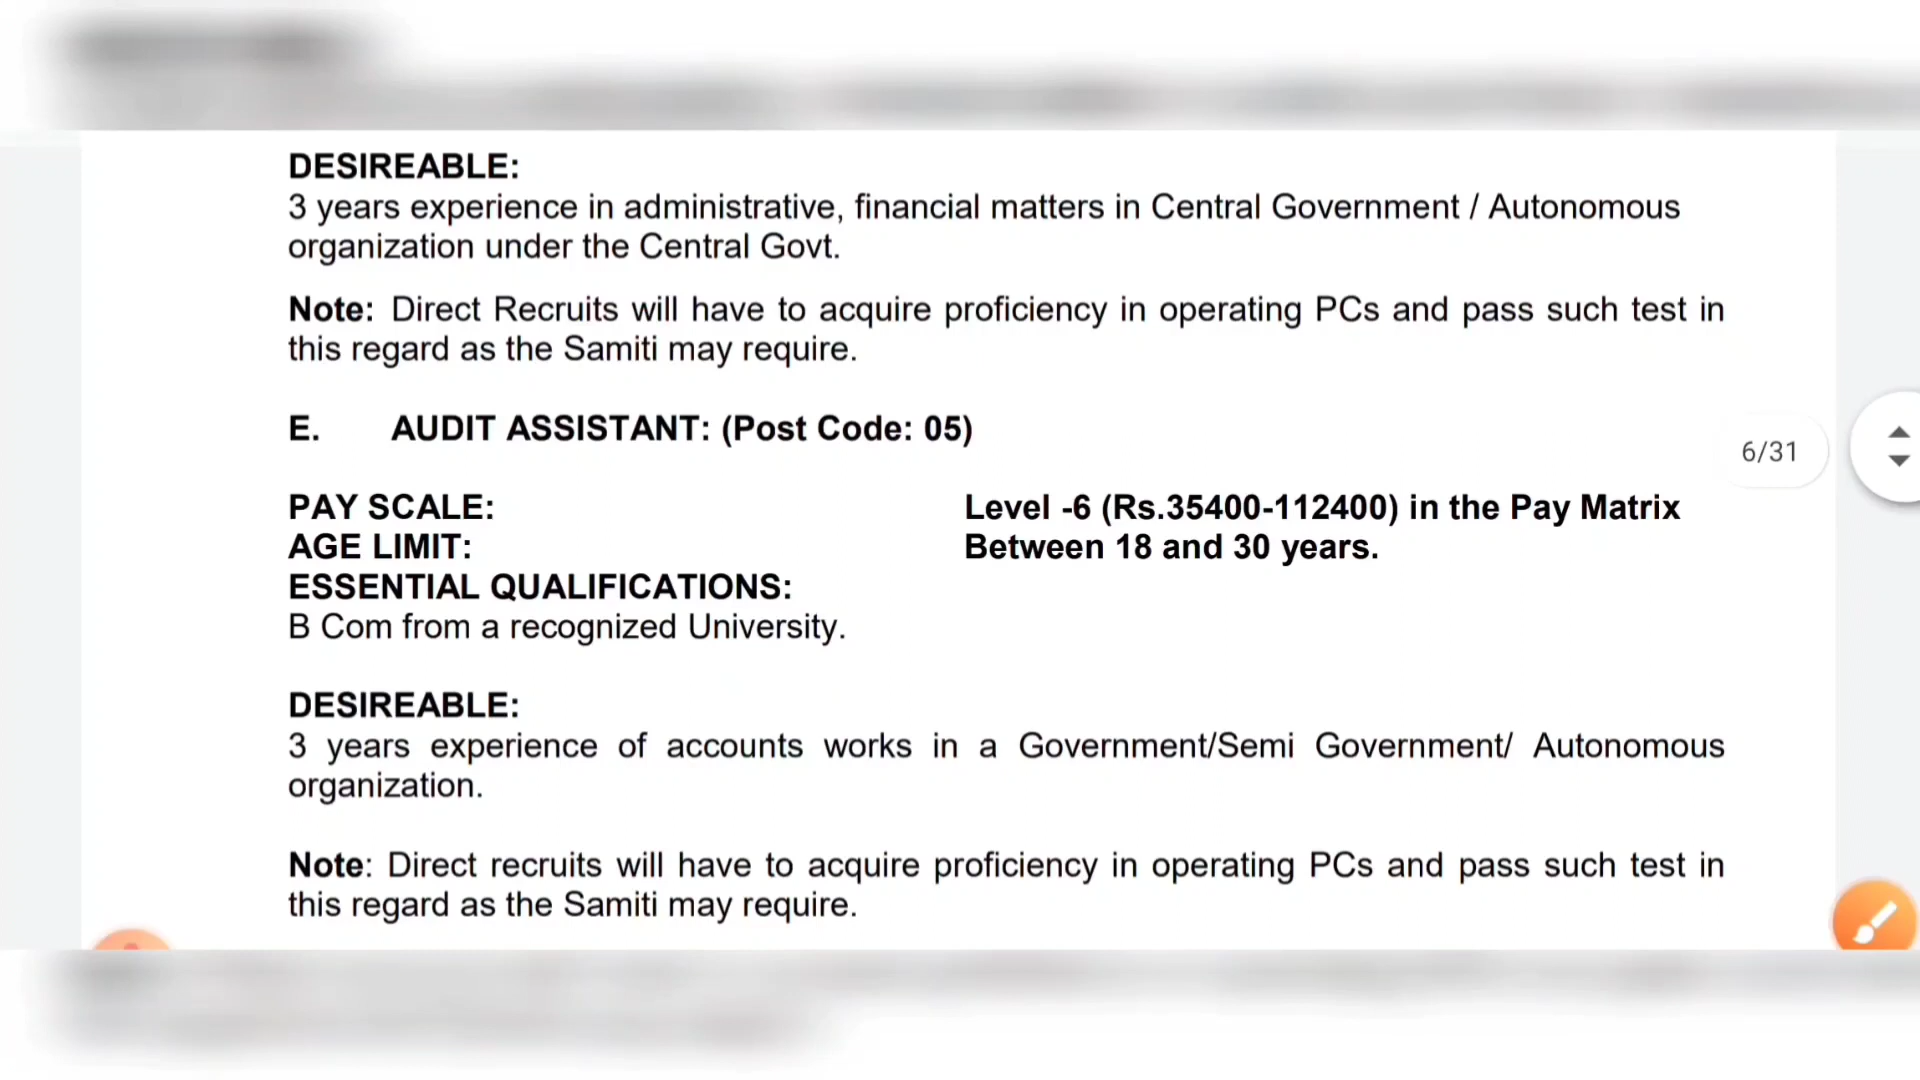 DESIREABLE:
3 years experience in administrative, financial matters in Central Government / Autonomous
organization under the Central Govt.
Note: Direct Recruits will have to acquire proficiency in operating PCs and pass such test in
this regard as the Samiti may require.
E. AUDIT ASSISTANT: (Post Code: 05)
6/31
PAY SCALE: Level -6 (Rs.35400-112400) in the Pay Matrix
AGE LIMIT: Between 18 and 30 years.
ESSENTIAL QUALIFICATIONS:
B Com from a recognized University.
DESIREABLE:
3 years experience of accounts works in a Government/Semi Government/ Autonomous
organization.
Note: Direct recruits will have to acquire proficiency in operating PCs and pass such test in
this regard as the Samiti may require.